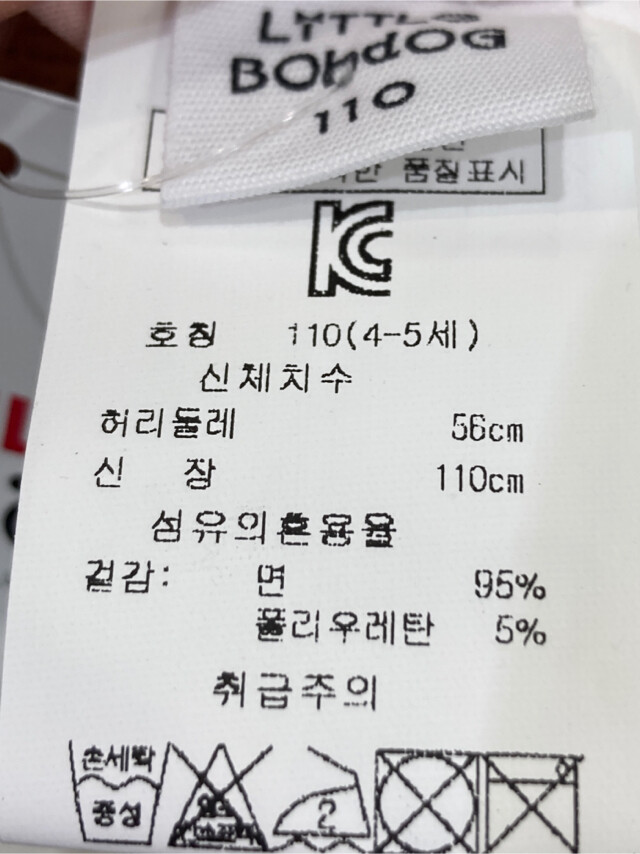 LYTTLE
BOBDOG
110
품질표시
KC
호칭 110(4-5세)
신체치수
허리둘레 56cm
신 장 110cm
섬유의혼용율
겉감: 면 95%
폴리우레탄 5%
취급주의
손세탁
중성
2